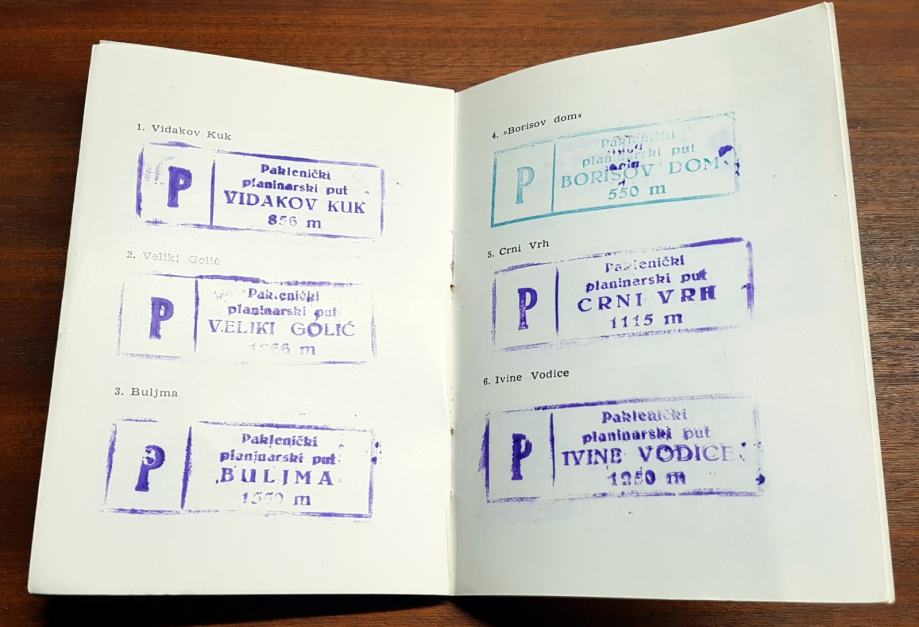 1. Vidakov Kuk
P
Paklenički
planinarski put
VIDAKOV KUK
856 m
2. Veliki Golić
P
Paklenički
planinarski put
VELIKI GOLIĆ
m
3. Buljma
P
Paklenički
planinarski put
BULJMA
m
4. »Borisov dom«
P
Paklenički
planinarski
BORISOV DOM
550 m
5. Crni Vrh
P
Paklenički
planinarski put
CRNI VRH
1115 m
6. Ivine Vodice
P
Paklenički
planinarski put
IVINE VODICE
1250 m